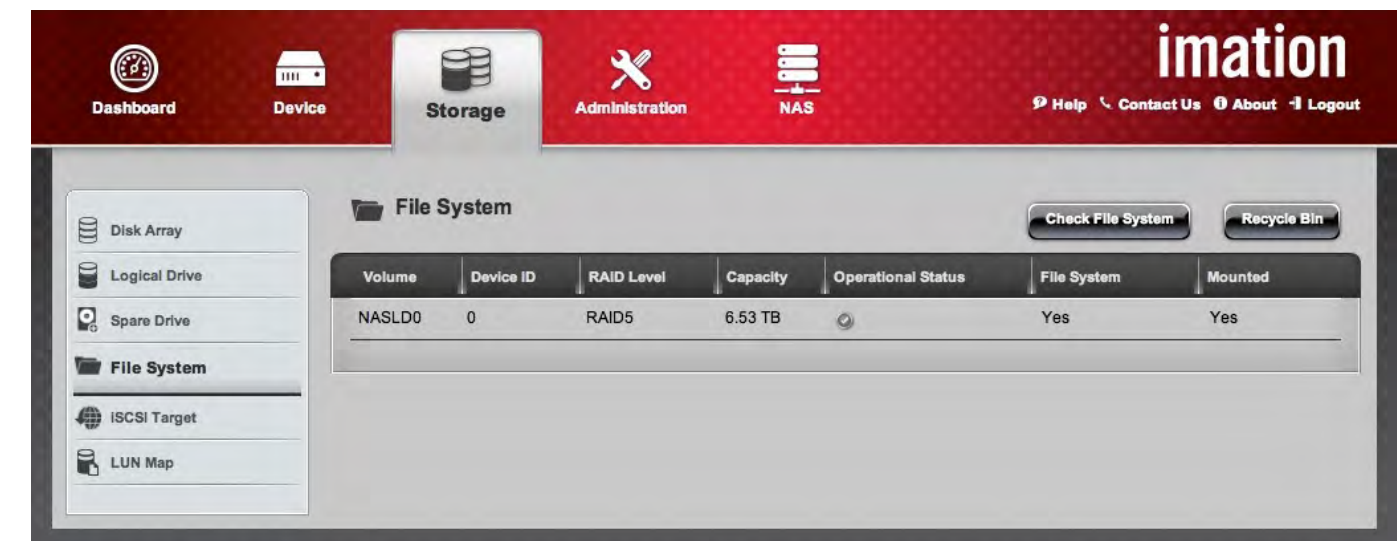 imation
Dashboard Device Storage Administration NAS
Help Contact Us About Logout
File System
Check File System Recycle Bin
Disk Array
Logical Drive
Spare Drive
File System
iSCSI Target
LUN Map
Volume Device ID RAID Level Capacity Operational Status File System Mounted
NASLD0 0 RAID5 6.53 TB Yes Yes